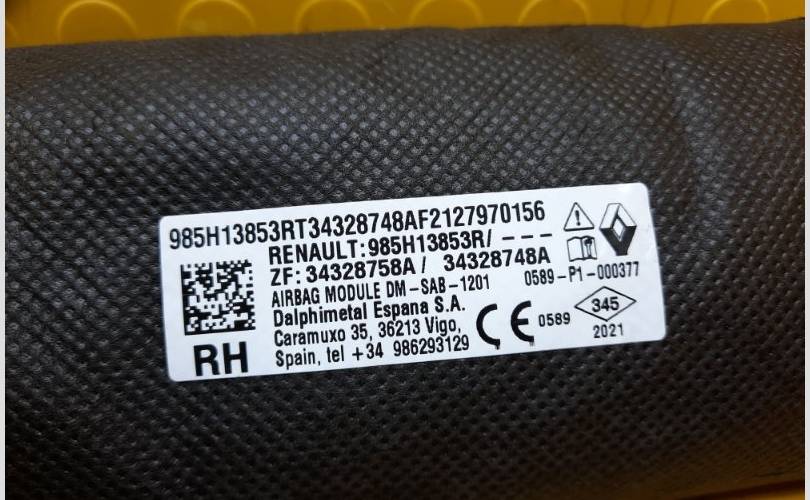 985H13853RT34328748AF2127970156
RENAULT:985H13853R/ ---
ZF: 34328758A / 34328748A
AIRBAG MODULE DM-SAB-1201 0589-P1-000377
Dalphimetal Espana S.A.
Caramuxo 35, 36213 Vigo,
Spain, tel +34 986293129
RH
CE 0589
345
2021